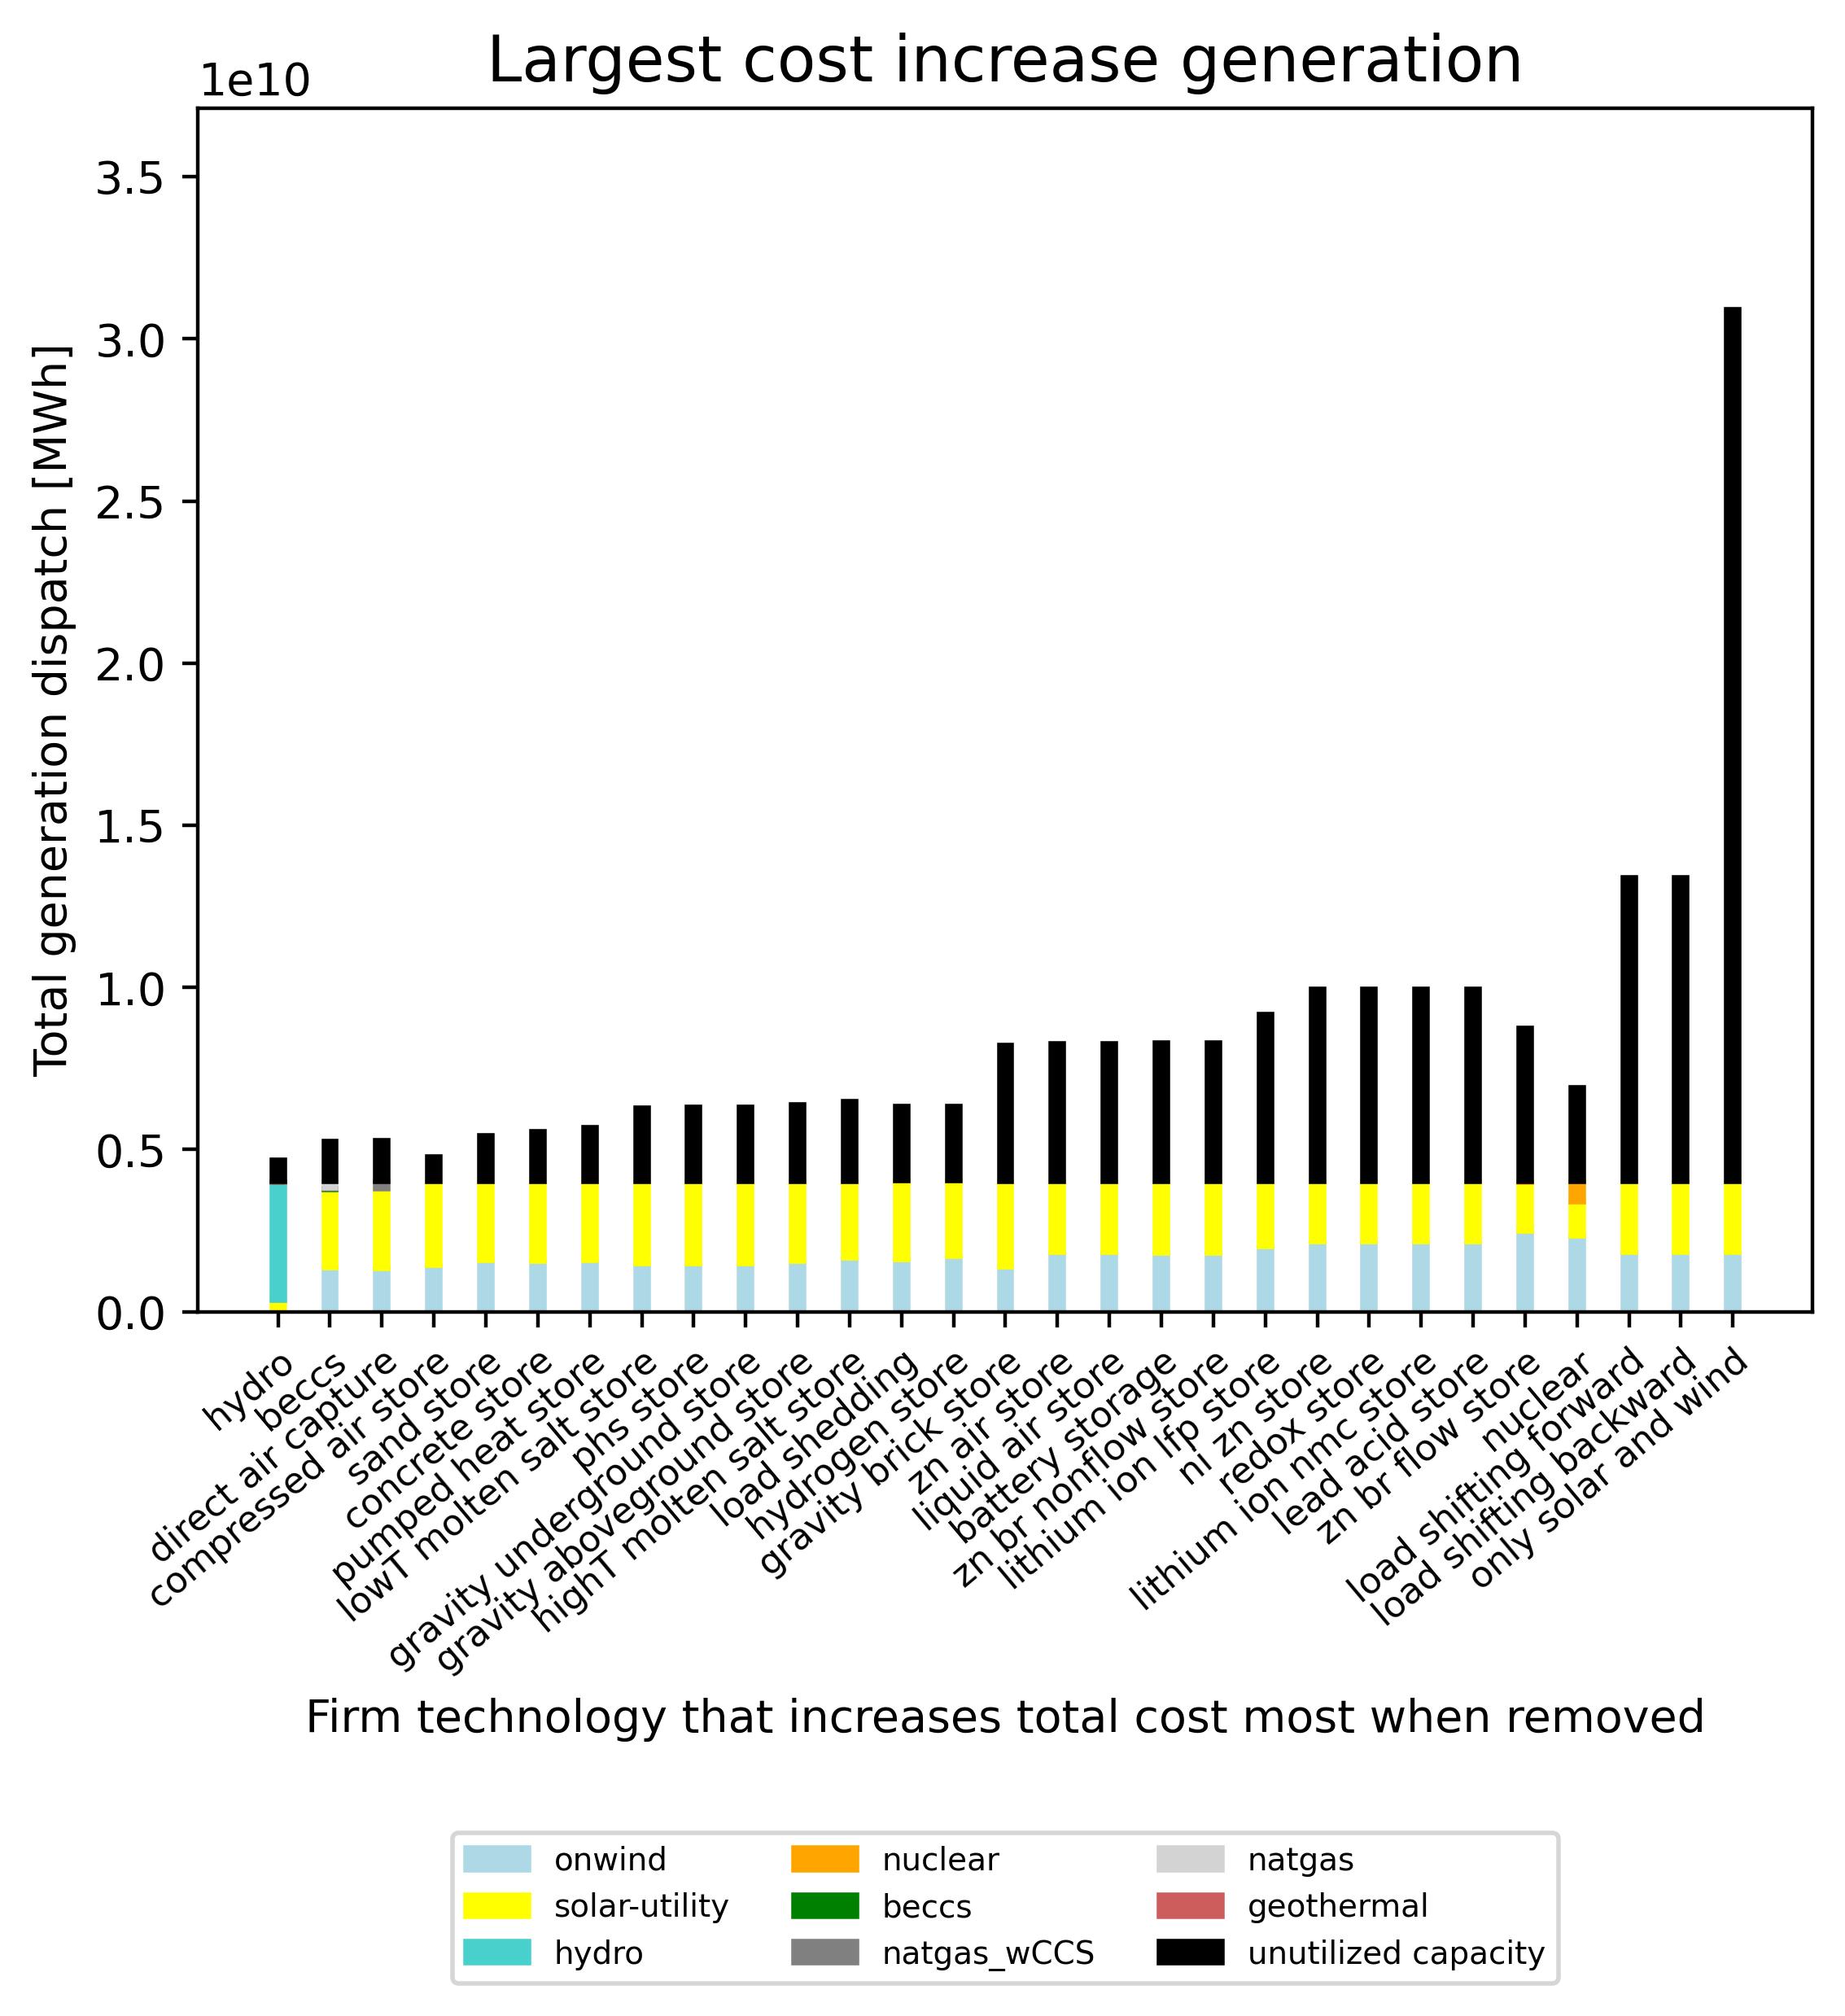 Largest cost increase generation
1e10
3.5
3.0
2.5
2.0
1.5
1.0
0.5
0.0
Total generation dispatch [MWh]
hydro
beccs
direct air capture
compressed air store
sand store
concrete store
pumped heat store
lowT molten salt store
phs store
gravity underground store
gravity aboveground store
highT molten salt store
load shedding
hydrogen store
gravity brick store
zn air store
liquid air store
battery storage
zn br nonflow store
lithium ion lfp store
ni zn store
redox store
lithium ion nmc store
lead acid store
zn br flow store
nuclear
load shifting forward
load shifting backward
only solar and wind
Firm technology that increases total cost most when removed
onwind
solar-utility
hydro
nuclear
beccs
natgas_wCCS
natgas
geothermal
unutilized capacity